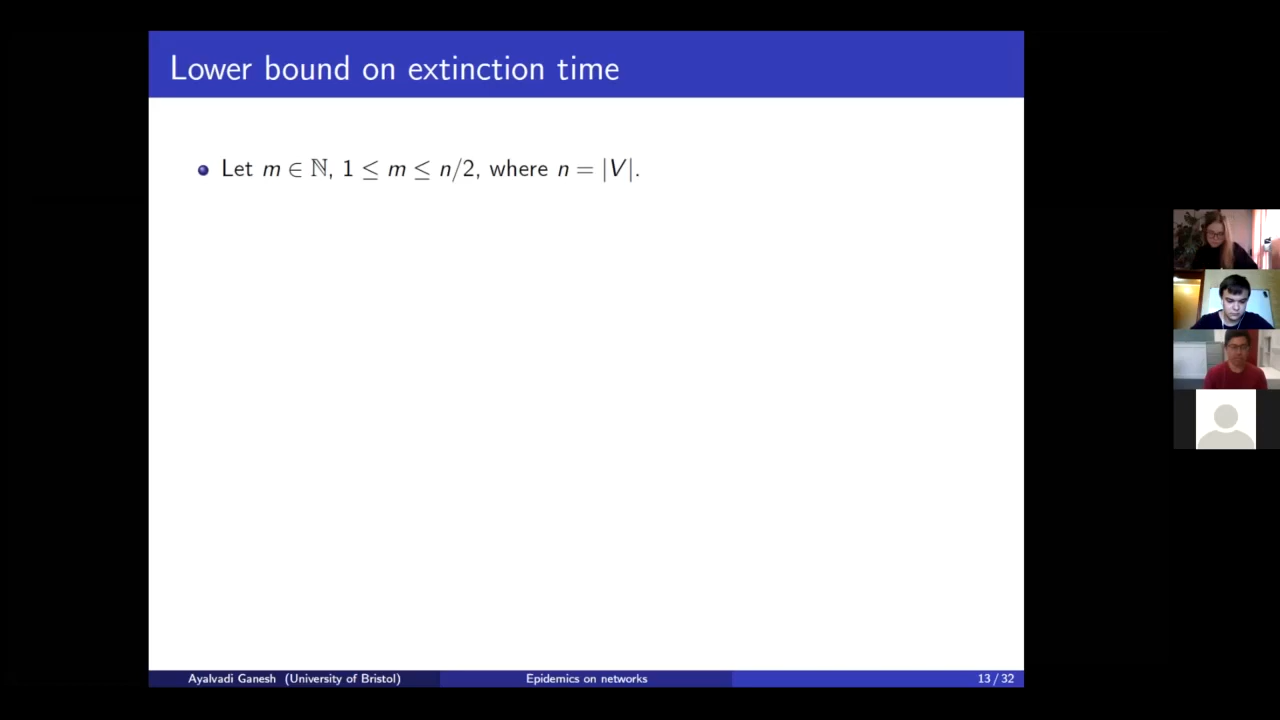 Lower bound on extinction time
Let m ∈ ℕ, 1 ≤ m ≤ n/2, where n = |V|.
Ayalvadi Ganesh (University of Bristol)
Epidemics on networks
13 / 32